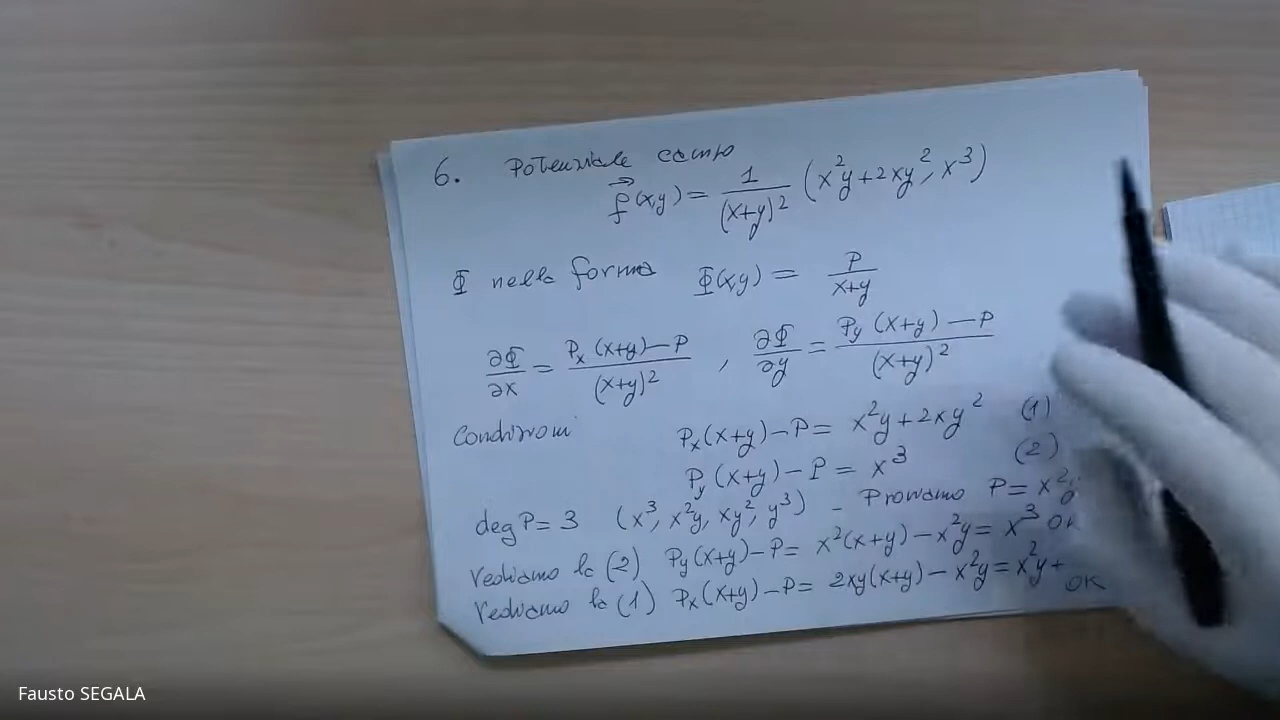 6. Potenziale campo
f⃗(x,y) = 1/(x+y)² (x²y+2xy², x³)
Φ nella forma Φ(x,y) = P/(x+y)
∂Φ/∂x = (Pₓ(x+y)−P)/(x+y)² , ∂Φ/∂y = (P_y(x+y)−P)/(x+y)²
Condizioni Pₓ(x+y)−P = x²y+2xy² (1)
P_y(x+y)−P = x³ (2)
deg P = 3 (x³, x²y, xy², y³) - Proviamo P = x²
Vediamo la (2) P_y(x+y)−P = x²(x+y)−x²y = x³ OK
Vediamo la (1) Pₓ(x+y)−P = 2xy(x+y)−x²y = x²y+ OK
Fausto SEGALA